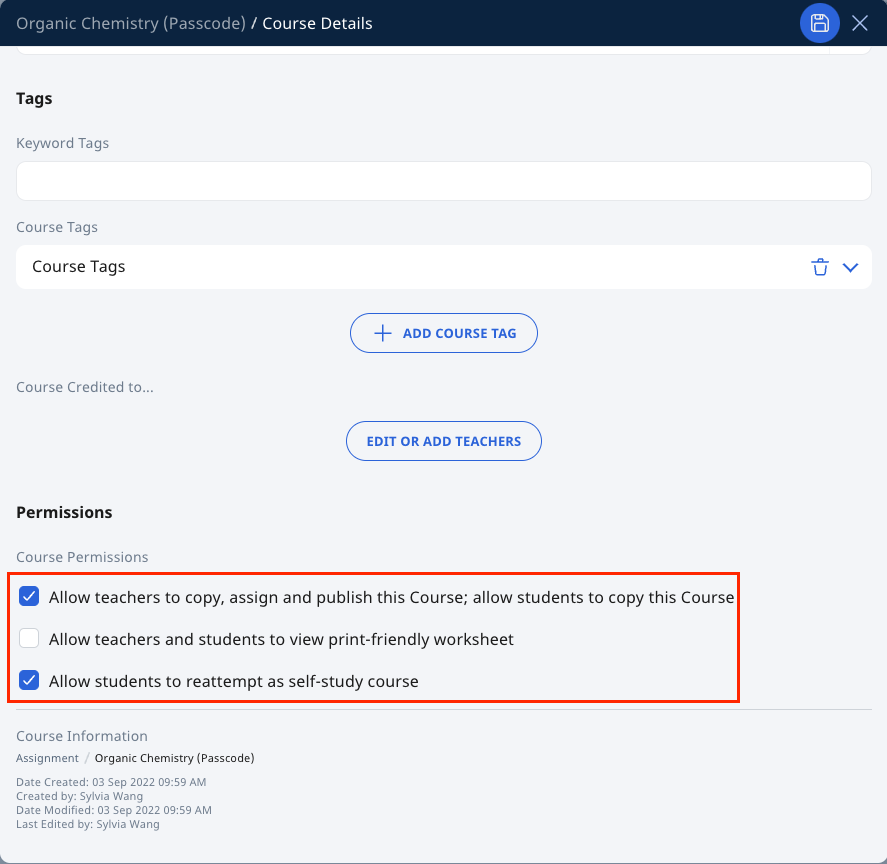 Organic Chemistry (Passcode) / Course Details
Tags
Keyword Tags
Course Tags
Course Tags
ADD COURSE TAG
Course Credited to...
EDIT OR ADD TEACHERS
Permissions
Course Permissions
Allow teachers to copy, assign and publish this Course; allow students to copy this Course
Allow teachers and students to view print-friendly worksheet
Allow students to reattempt as self-study course
Course Information
Assignment / Organic Chemistry (Passcode)
Date Created: 03 Sep 2022 09:59 AM
Created by: Sylvia Wang
Date Modified: 03 Sep 2022 09:59 AM
Last Edited by: Sylvia Wang